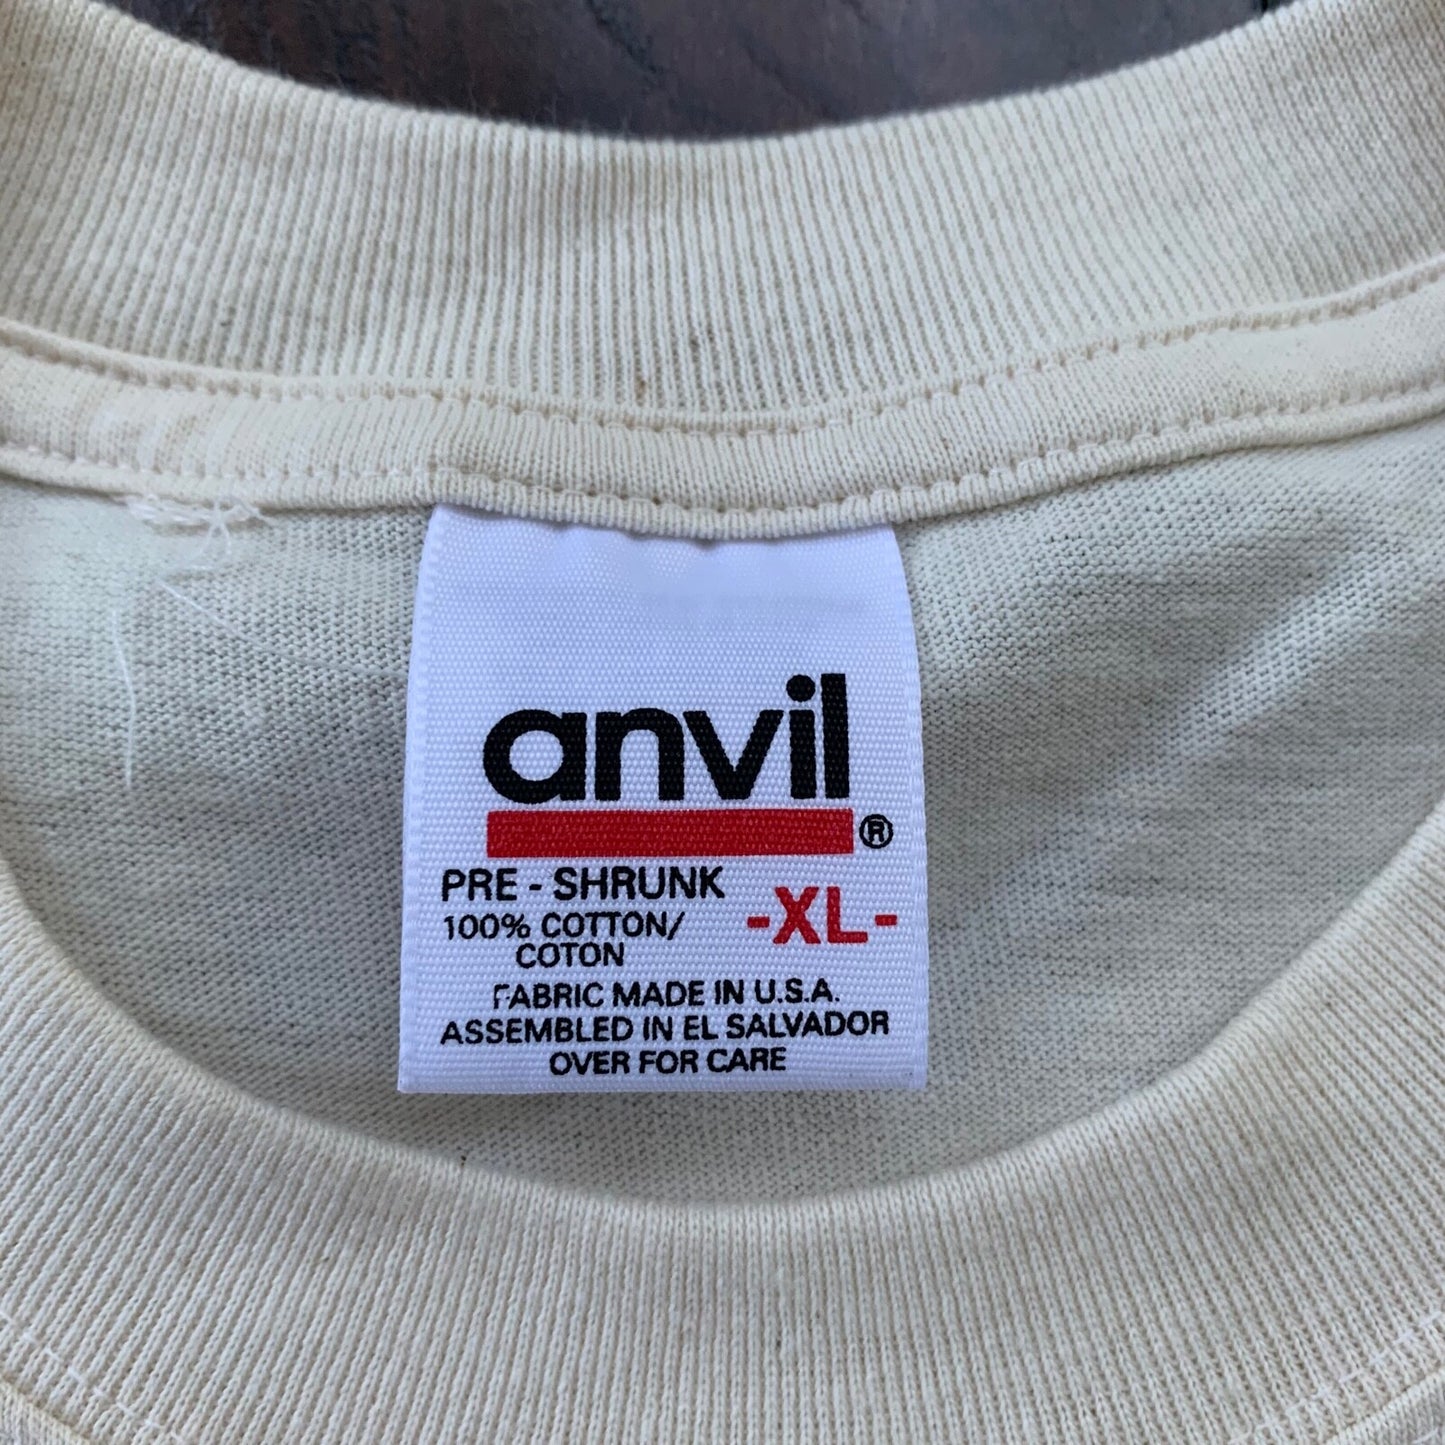 anvil
®
PRE - SHRUNK
-XL-
100% COTTON/
COTON
FABRIC MADE IN U.S.A.
ASSEMBLED IN EL SALVADOR
OVER FOR CARE